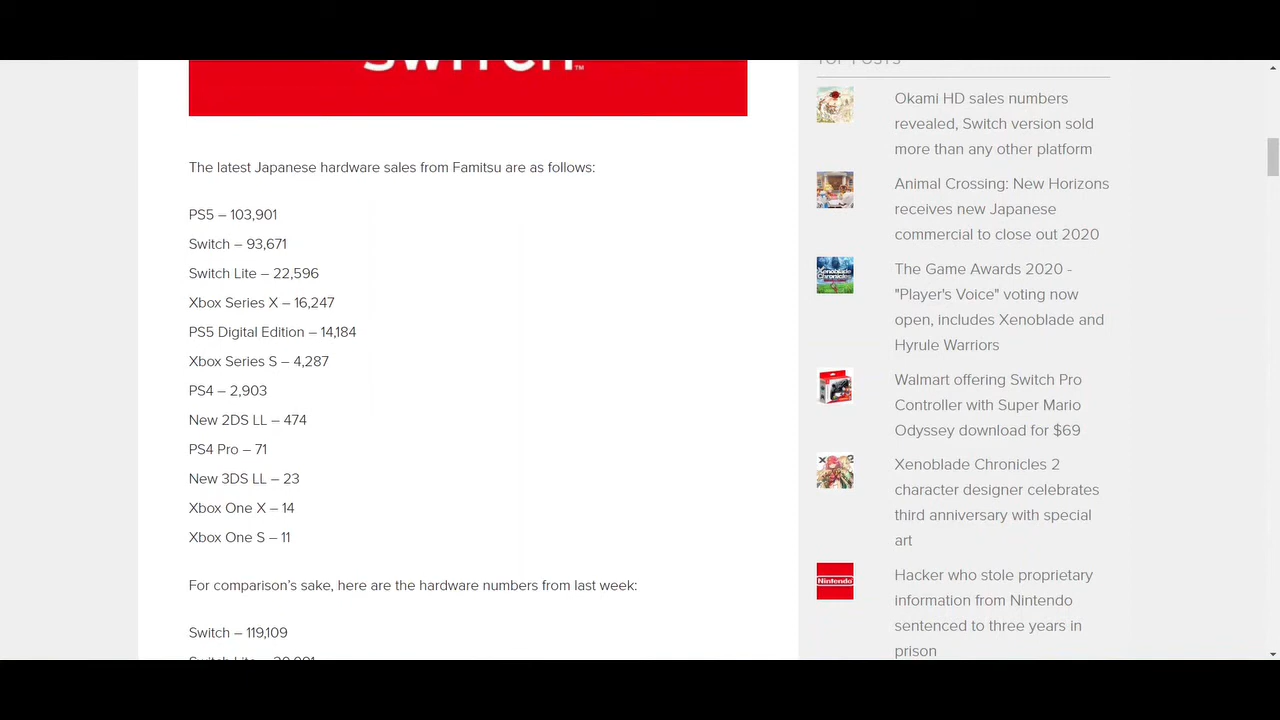 SWITCH
TM
The latest Japanese hardware sales from Famitsu are as follows:
PS5 – 103,901
Switch – 93,671
Switch Lite – 22,596
Xbox Series X – 16,247
PS5 Digital Edition – 14,184
Xbox Series S – 4,287
PS4 – 2,903
New 2DS LL – 474
PS4 Pro – 71
New 3DS LL – 23
Xbox One X – 14
Xbox One S – 11
For comparison’s sake, here are the hardware numbers from last week:
Switch – 119,109
TOP POSTS
Okami HD sales numbers
revealed, Switch version sold
more than any other platform
Animal Crossing: New Horizons
receives new Japanese
commercial to close out 2020
The Game Awards 2020 -
"Player's Voice" voting now
open, includes Xenoblade and
Hyrule Warriors
Walmart offering Switch Pro
Controller with Super Mario
Odyssey download for $69
Xenoblade Chronicles 2
character designer celebrates
third anniversary with special
art
Nintendo
Hacker who stole proprietary
information from Nintendo
sentenced to three years in
prison